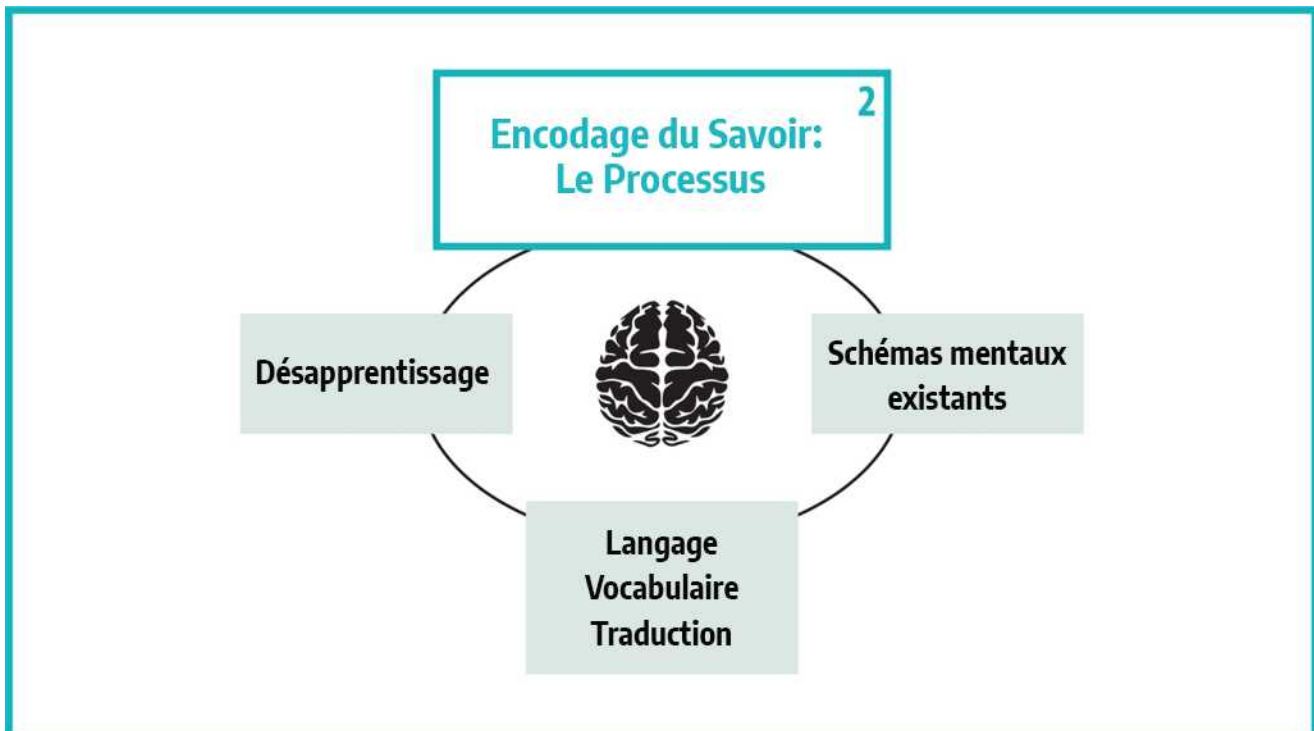 2
Encodage du Savoir:
Le Processus
Désapprentissage
Schémas mentaux
existants
Langage
Vocabulaire
Traduction